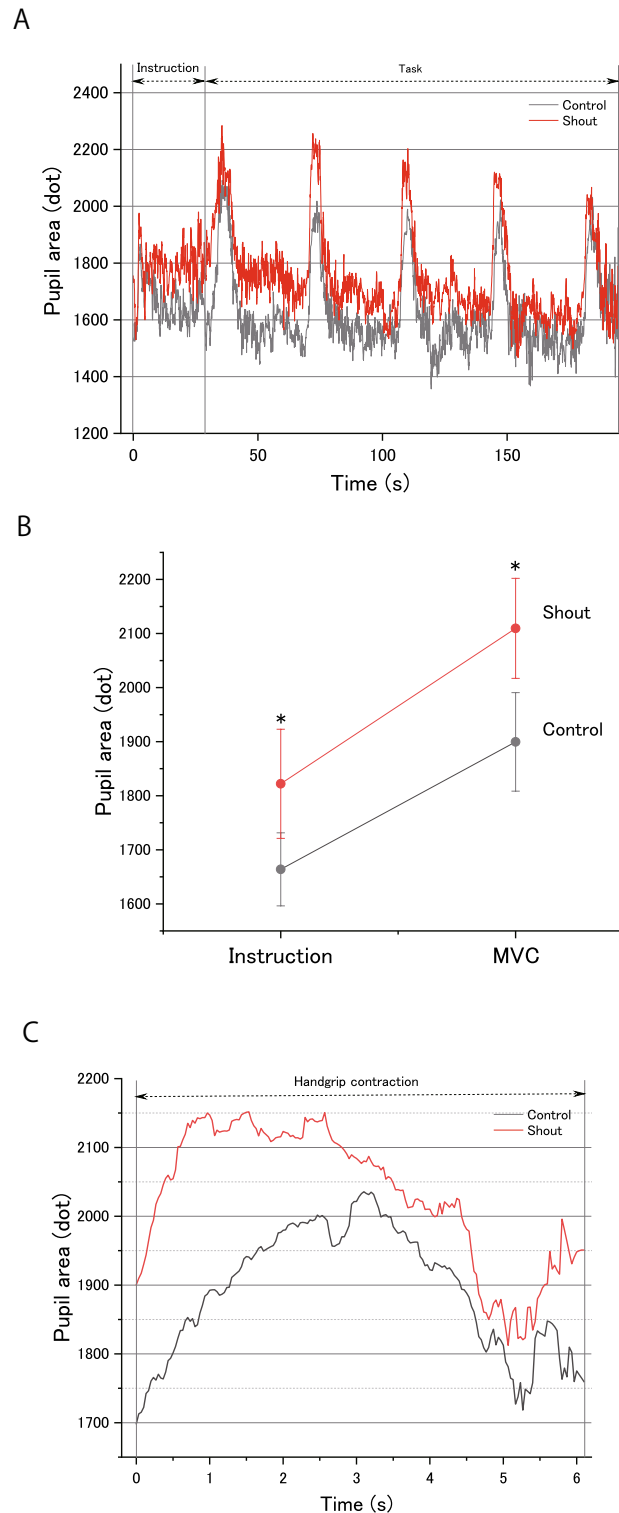 A
Instruction
Task
2400
2200
2000
1800
1600
1400
1200
Pupil area (dot)
Control
Shout
0
50
100
150
Time (s)
B
2200
2100
2000
1900
1800
1700
1600
Pupil area (dot)
*
*
Shout
Control
Instruction
MVC
C
Handgrip contraction
2200
2100
2000
1900
1800
1700
Pupil area (dot)
Control
Shout
0
1
2
3
4
5
6
Time (s)